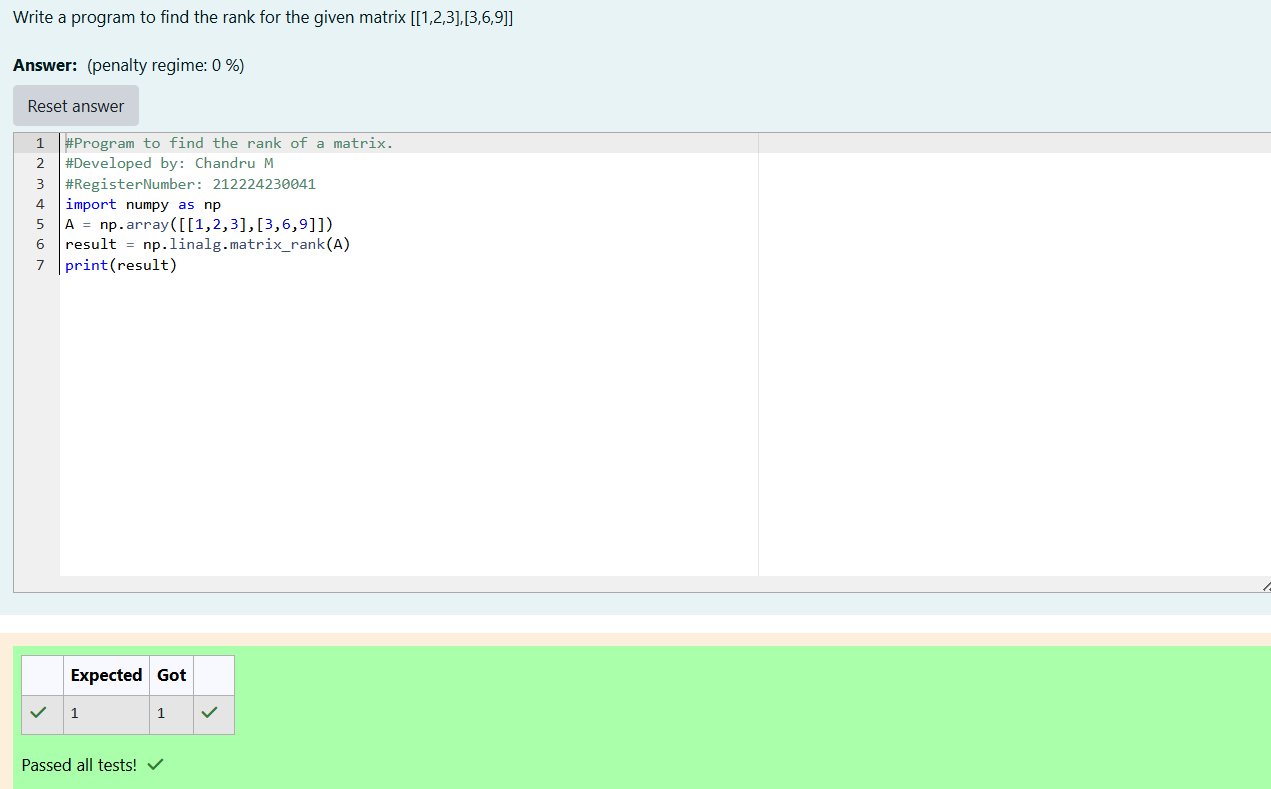 Write a program to find the rank for the given matrix [[1,2,3],[3,6,9]]
Answer: (penalty regime: 0 %)
Reset answer
1 #Program to find the rank of a matrix.
2 #Developed by: Chandru M
3 #RegisterNumber: 212224230041
4 import numpy as np
5 A = np.array([[1,2,3],[3,6,9]])
6 result = np.linalg.matrix_rank(A)
7 print(result)
Expected Got
1 1
Passed all tests!